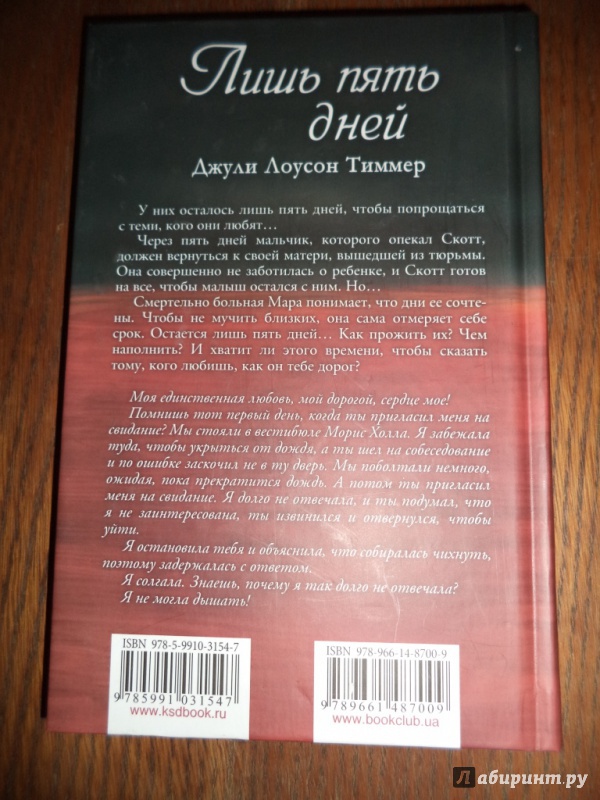 Лишь пять
дней
Джули Лоусон Тиммер
У них осталось лишь пять дней, чтобы попрощаться
с теми, кого они любят…
Через пять дней мальчик, которого опекал Скотт,
должен вернуться к своей матери, вышедшей из тюрьмы.
Она совершенно не заботилась о ребенке, и Скотт готов
на все, чтобы малыш остался с ним. Но…
Смертельно больная Мара понимает, что дни ее сочте-
ны. Чтобы не мучить близких, она сама отмеряет себе
срок. Остается лишь пять дней… Как прожить их? Чем
наполнить? И хватит ли этого времени, чтобы сказать
тому, кого любишь, как он тебе дорог?
Моя единственная любовь, мой дорогой, сердце мое!
Помнишь тот первый день, когда ты пригласил меня на
свидание? Мы стояли в вестибюле Морис Холла. Я забежала
туда, чтобы укрыться от дождя, а ты шел на собеседование
и по ошибке заскочил не в ту дверь. Мы поболтали немного,
ожидая, пока прекратится дождь. А потом ты пригласил
меня на свидание. Я долго не отвечала, и ты подумал, что
я не заинтересована, ты извинился и отвернулся, чтобы
уйти.
Я остановила тебя и объяснила, что собиралась чихнуть,
поэтому задержалась с ответом.
Я солгала. Знаешь, почему я так долго не отвечала?
Я не могла дышать!
ISBN 978-5-9910-3154-7
9 785991 031547
www.ksdbook.ru
ISBN 978-966-14-8700-9
9 789661 487009
www.bookclub.ua
Лабиринт.ру